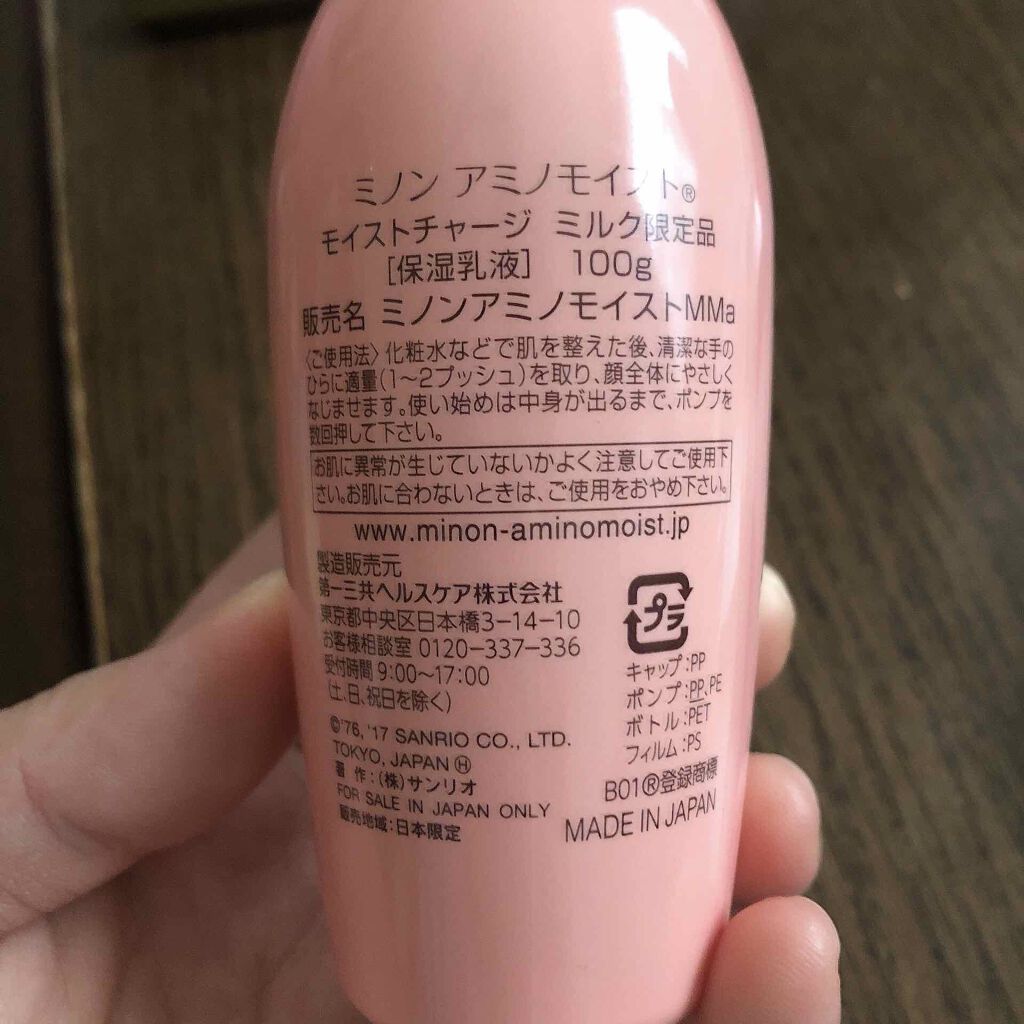 ミノン アミノモイスト®
モイストチャージ ミルク限定品
[保湿乳液] 100g
販売名 ミノンアミノモイストMMa
〈ご使用法〉化粧水などで肌を整えた後、清潔な手の
ひらに適量(1～2プッシュ)を取り、顔全体にやさしく
なじませます。使い始めは中身が出るまで、ポンプを
数回押して下さい。
お肌に異常が生じていないかよく注意してご使用下
さい。お肌に合わないときは、ご使用をおやめ下さい。
www.minon-aminomoist.jp
製造販売元
第一三共ヘルスケア株式会社
東京都中央区日本橋3-14-10
お客様相談室 0120-337-336
受付時間 9:00～17:00
(土、日、祝日を除く)
©'76, '17 SANRIO CO., LTD.
TOKYO, JAPAN Ⓗ
著 作:(株)サンリオ
FOR SALE IN JAPAN ONLY
販売地域:日本限定
プラ
キャップ:PP
ポンプ:PP、PE
ボトル:PET
フィルム:PS
B01®登録商標
MADE IN JAPAN